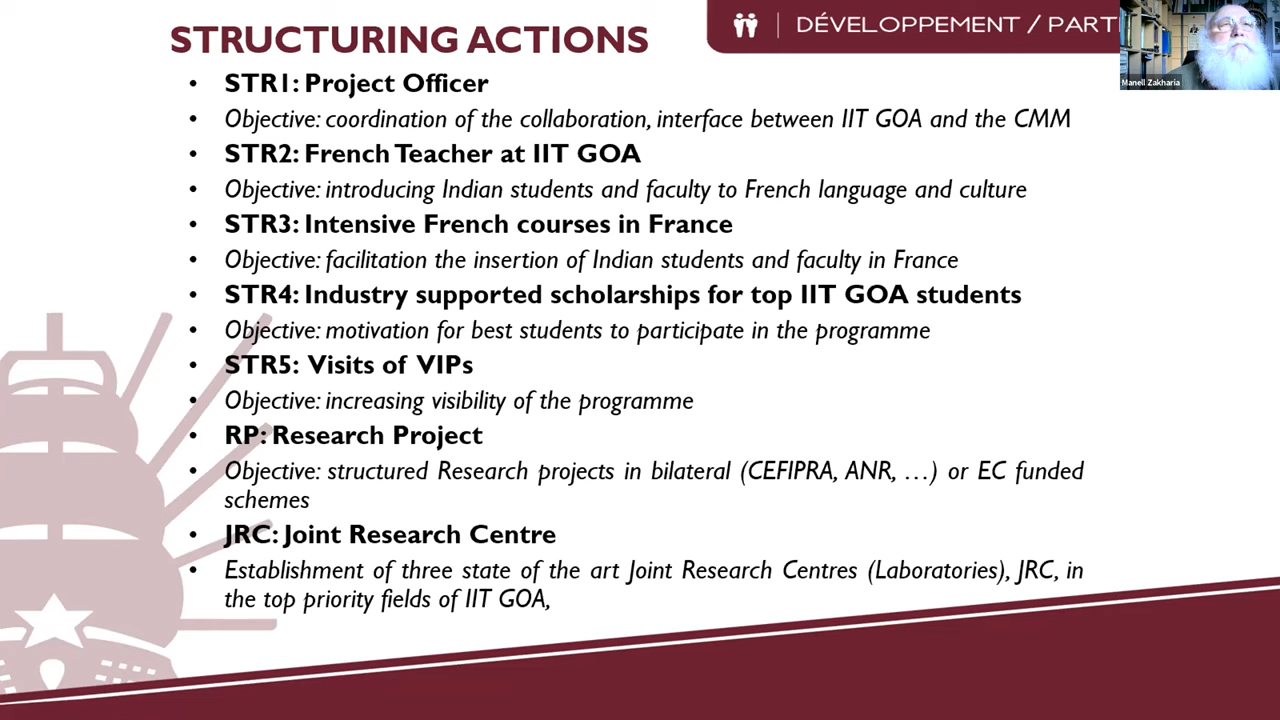 STRUCTURING ACTIONS
DÉVELOPPEMENT / PART
Manell Zakharia
• STR1: Project Officer
• Objective: coordination of the collaboration, interface between IIT GOA and the CMM
• STR2: French Teacher at IIT GOA
• Objective: introducing Indian students and faculty to French language and culture
• STR3: Intensive French courses in France
• Objective: facilitation the insertion of Indian students and faculty in France
• STR4: Industry supported scholarships for top IIT GOA students
• Objective: motivation for best students to participate in the programme
• STR5: Visits of VIPs
• Objective: increasing visibility of the programme
• RP: Research Project
• Objective: structured Research projects in bilateral (CEFIPRA, ANR, …) or EC funded
schemes
• JRC: Joint Research Centre
• Establishment of three state of the art Joint Research Centres (Laboratories), JRC, in
the top priority fields of IIT GOA,